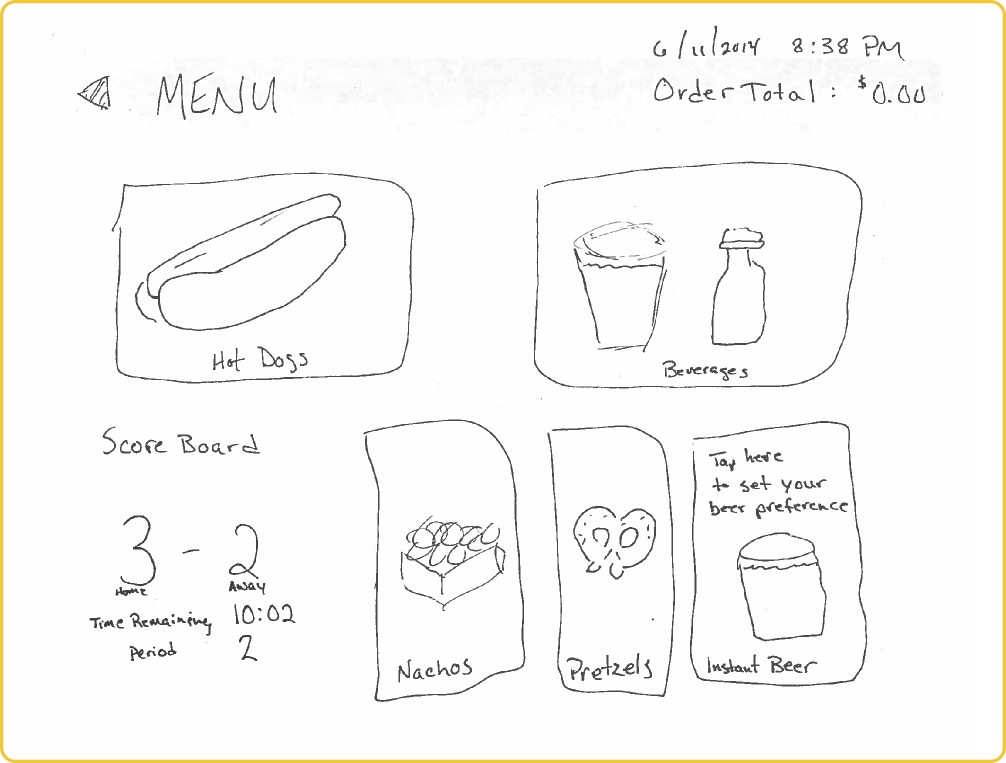 6/11/2014 8:38 PM
MENU
Order Total: $0.00
Hot Dogs
Beverages
Score Board
3 - 2
Home Away
Time Remaining 10:02
Period 2
Nachos
Pretzels
Tap here
to set your
beer preference
Instant Beer